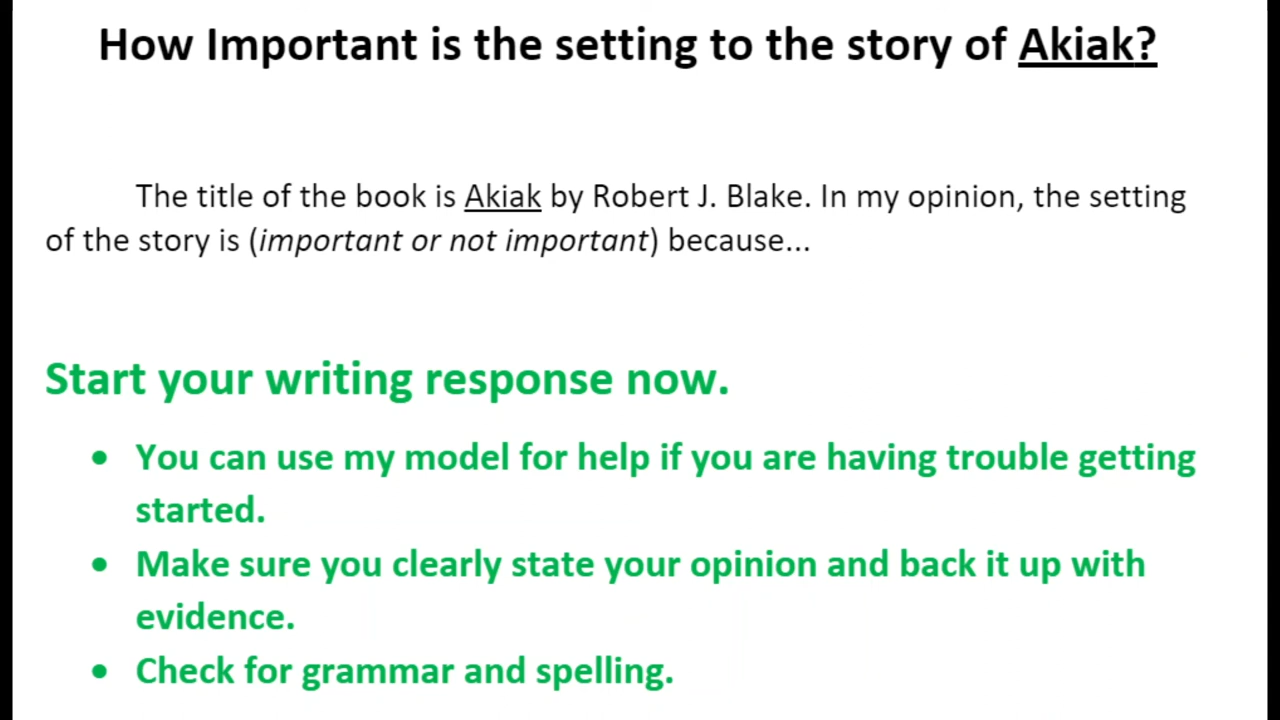 How Important is the setting to the story of Akiak?
The title of the book is Akiak by Robert J. Blake. In my opinion, the setting
of the story is (important or not important) because...
Start your writing response now.
• You can use my model for help if you are having trouble getting
started.
• Make sure you clearly state your opinion and back it up with
evidence.
• Check for grammar and spelling.